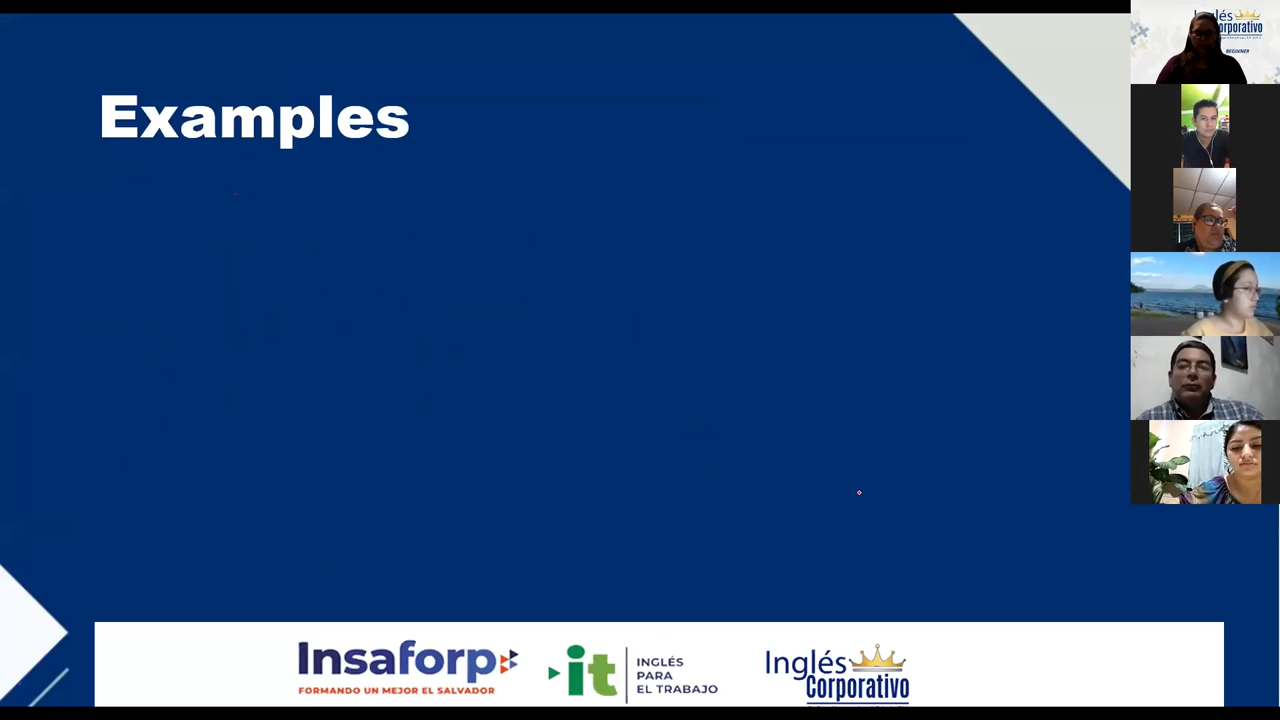 Examples
Inglés
Corporativo
BEGINNER
Insaforp
FORMANDO UN MEJOR EL SALVADOR
it
INGLÉS
PARA
EL TRABAJO
Inglés
Corporativo